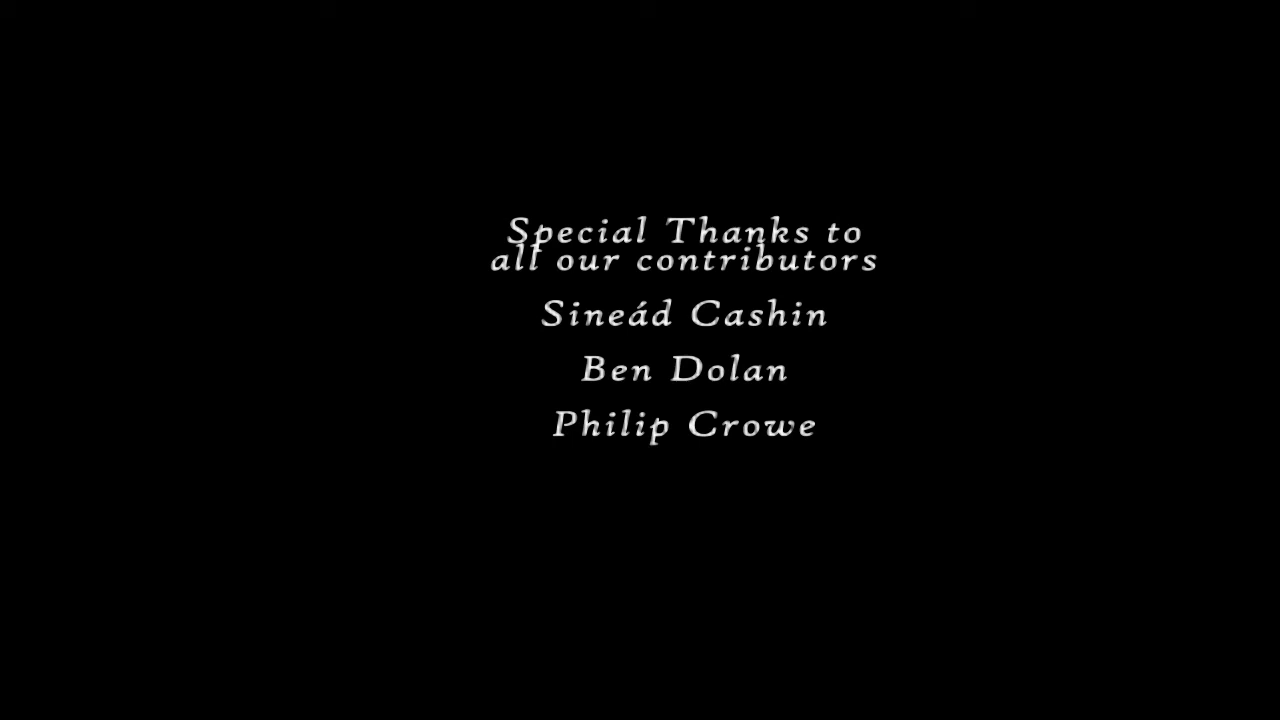 Special Thanks to
all our contributors
Sineád Cashin
Ben Dolan
Philip Crowe